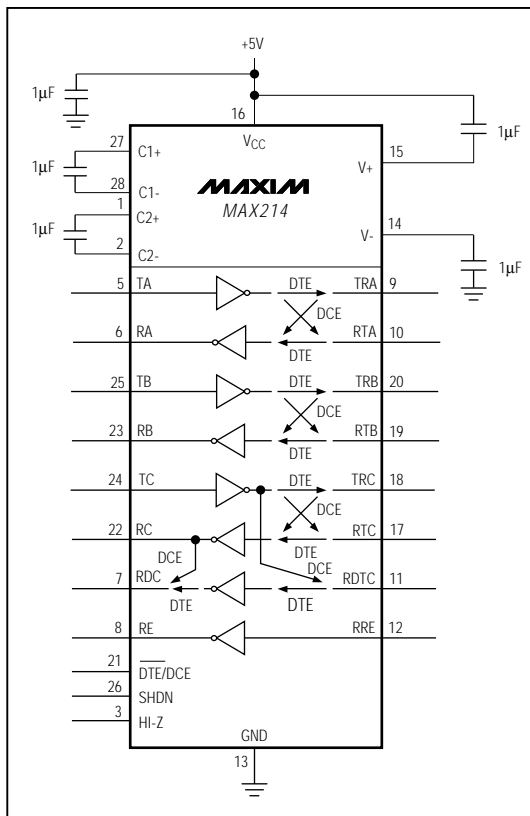 +5V
1µF
16
1µF
27
C1+
VCC
15
V+
1µF
28
C1-
MAXIM
1
C2+
MAX214
14
V-
1µF
2
C2-
1µF
5 TA DTE TRA 9
DCE
6 RA DTE RTA 10
25 TB DTE TRB 20
DCE
23 RB DTE RTB 19
24 TC DTE TRC 18
DCE
22 RC DTE RTC 17
DCE DCE
7 RDC DTE DTE RDTC 11
8 RE RRE 12
21
DTE/DCE
26
SHDN
3
HI-Z
GND
13